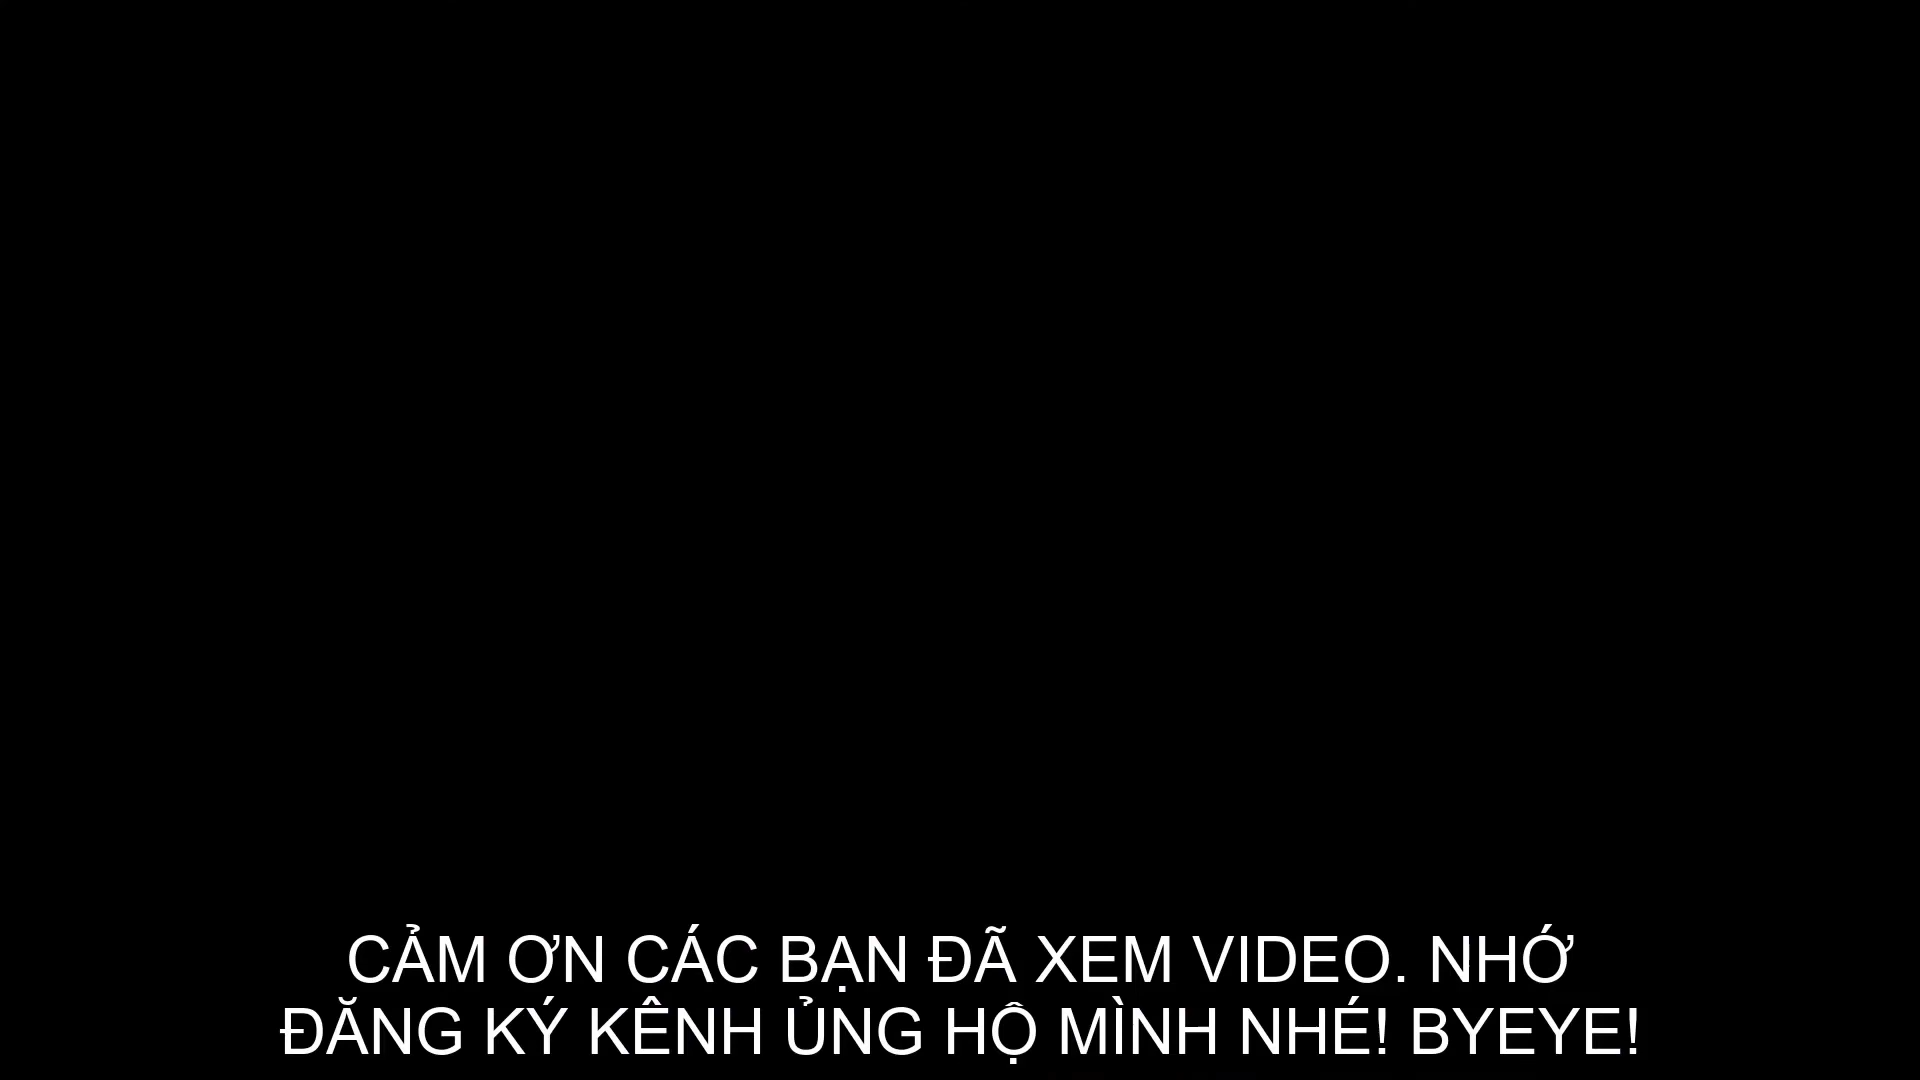 CẢM ƠN CÁC BẠN ĐÃ XEM VIDEO. NHỚ
ĐĂNG KÝ KÊNH ỦNG HỘ MÌNH NHÉ! BYEYE!